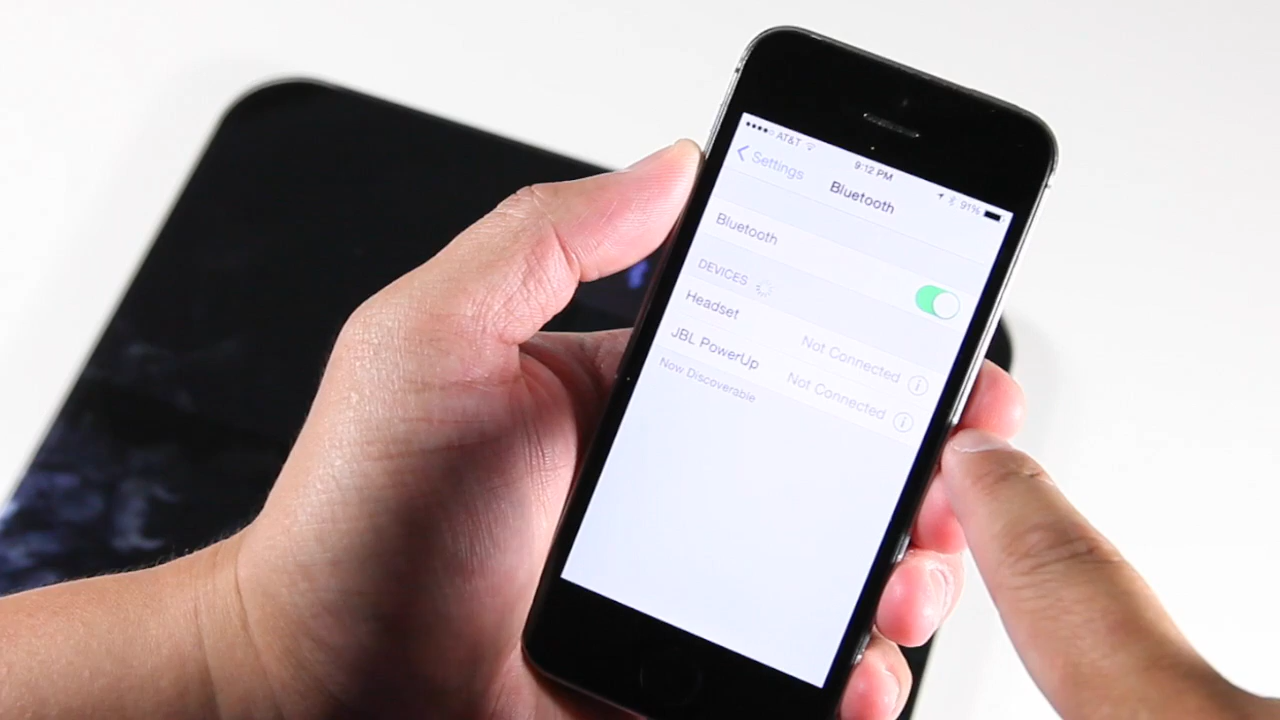 AT&T 9:12 PM 91%
Settings Bluetooth
Bluetooth
DEVICES
Headset Not Connected
JBL PowerUp Not Connected
Now Discoverable